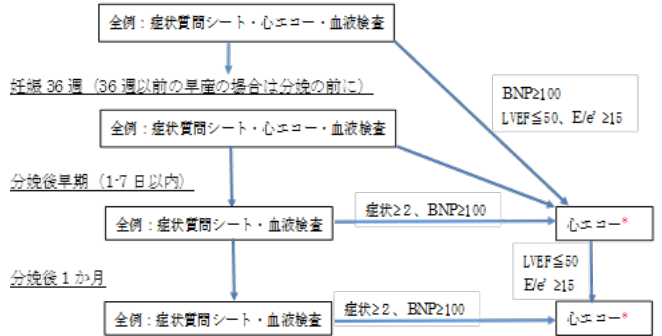 全例：症状質問シート・心エコー・血液検査
妊娠 36 週（36 週以前の早産の場合は分娩の前に）
BNP≥100
LVEF≦50、E/e' ≥15
全例：症状質問シート・心エコー・血液検査
分娩後早期（1-7 日以内）
症状≥2、BNP≥100
全例：症状質問シート・血液検査
心エコー*
LVEF≦50
E/e' ≥15
分娩後 1 か月
症状≥2、BNP≥100
全例：症状質問シート・血液検査
心エコー*